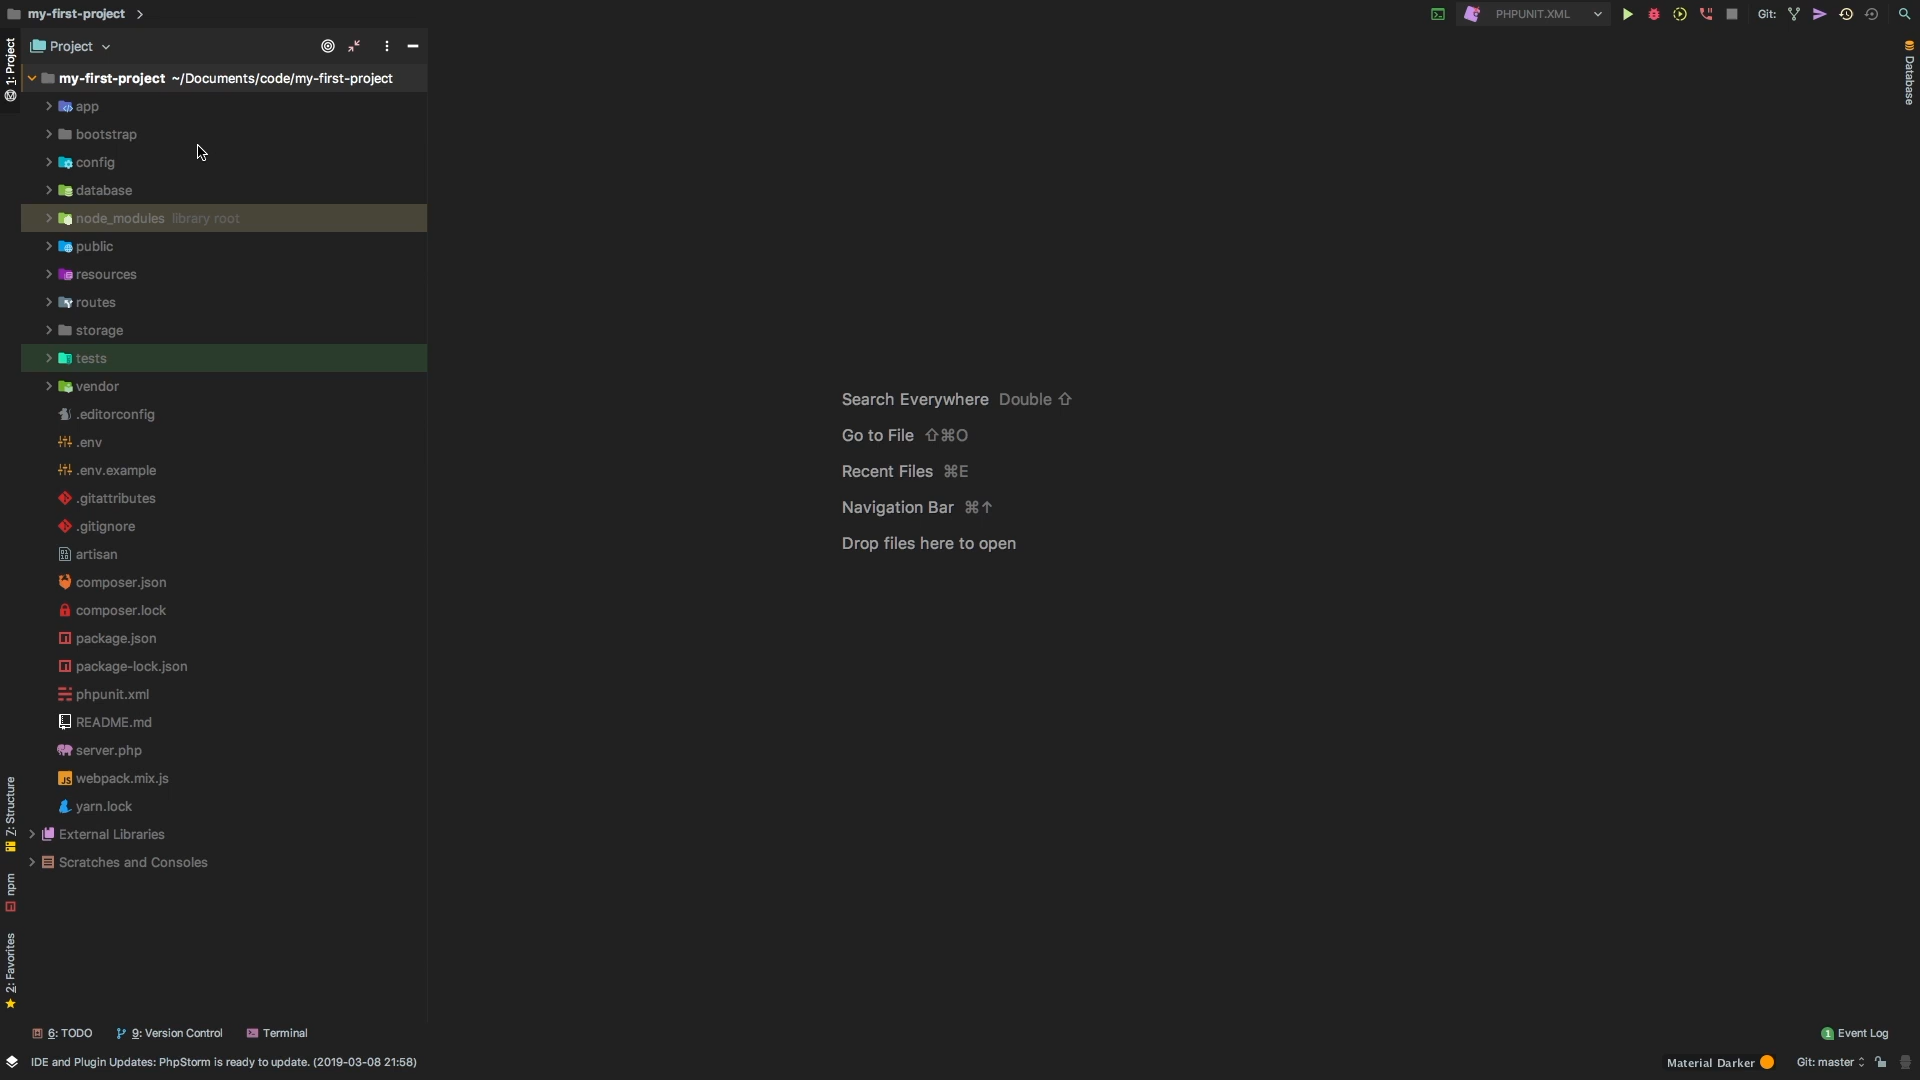 my-first-project
PHPUNIT.XML
Git:
1: Project
Project
Database
my-first-project ~/Documents/code/my-first-project
app
bootstrap
config
database
node_modules library root
public
resources
routes
storage
tests
vendor
.editorconfig
.env
.env.example
.gitattributes
.gitignore
artisan
composer.json
composer.lock
package.json
package-lock.json
phpunit.xml
README.md
server.php
webpack.mix.js
yarn.lock
External Libraries
Scratches and Consoles
Search Everywhere Double ⇧
Go to File ⇧⌘O
Recent Files ⌘E
Navigation Bar ⌘↑
Drop files here to open
Z: Structure
npm
2: Favorites
6: TODO
9: Version Control
Terminal
1 Event Log
IDE and Plugin Updates: PhpStorm is ready to update. (2019-03-08 21:58)
Material Darker
Git: master